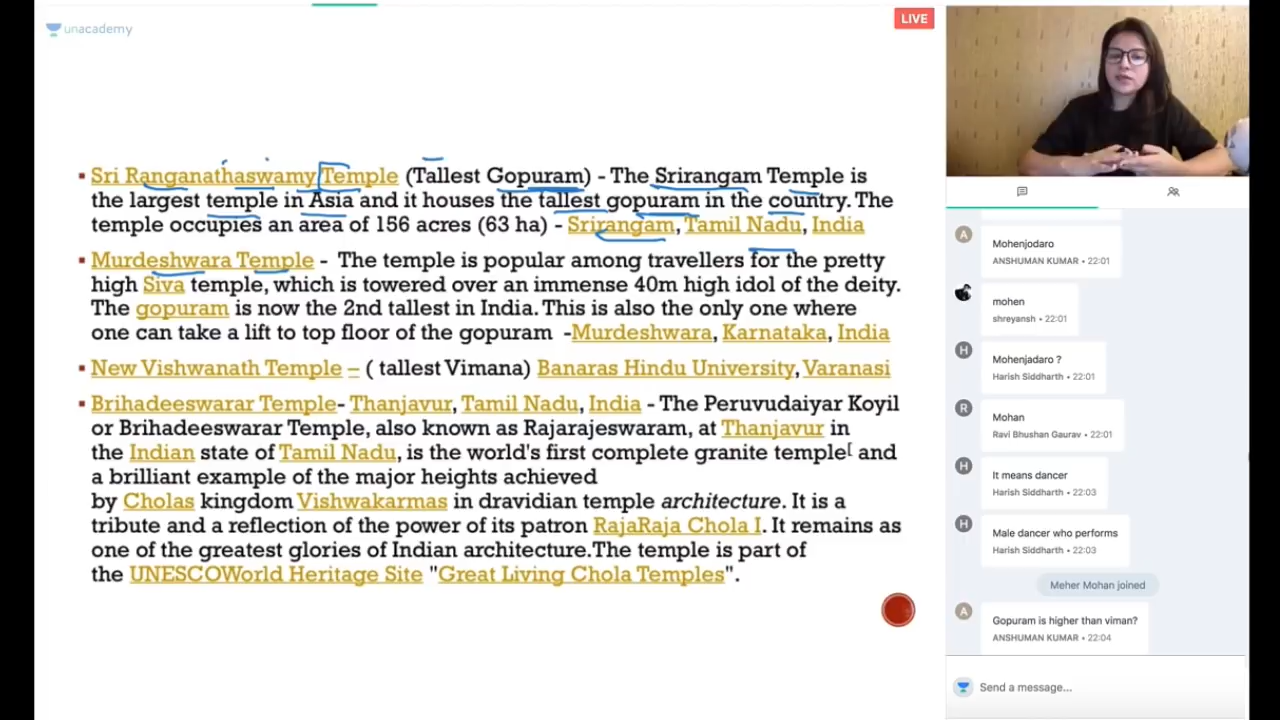 unacademy
LIVE
▪ Sri Ranganathaswamy Temple (Tallest Gopuram) - The Srirangam Temple is
the largest temple in Asia and it houses the tallest gopuram in the country. The
temple occupies an area of 156 acres (63 ha) - Srirangam, Tamil Nadu, India
▪ Murdeshwara Temple - The temple is popular among travellers for the pretty
high Siva temple, which is towered over an immense 40m high idol of the deity.
The gopuram is now the 2nd tallest in India. This is also the only one where
one can take a lift to top floor of the gopuram -Murdeshwara, Karnataka, India
▪ New Vishwanath Temple – ( tallest Vimana) Banaras Hindu University, Varanasi
▪ Brihadeeswarar Temple- Thanjavur, Tamil Nadu, India - The Peruvudaiyar Koyil
or Brihadeeswarar Temple, also known as Rajarajeswaram, at Thanjavur in
the Indian state of Tamil Nadu, is the world's first complete granite temple[ and
a brilliant example of the major heights achieved
by Cholas kingdom Vishwakarmas in dravidian temple architecture. It is a
tribute and a reflection of the power of its patron RajaRaja Chola I. It remains as
one of the greatest glories of Indian architecture.The temple is part of
the UNESCOWorld Heritage Site "Great Living Chola Temples".
A
Mohenjodaro
ANSHUMAN KUMAR • 22:01
mohen
shreyansh • 22:01
H
Mohenjadaro ?
Harish Siddharth • 22:01
R
Mohan
Ravi Bhushan Gaurav • 22:01
H
It means dancer
Harish Siddharth • 22:03
H
Male dancer who performs
Harish Siddharth • 22:03
Meher Mohan joined
A
Gopuram is higher than viman?
ANSHUMAN KUMAR • 22:04
Send a message...